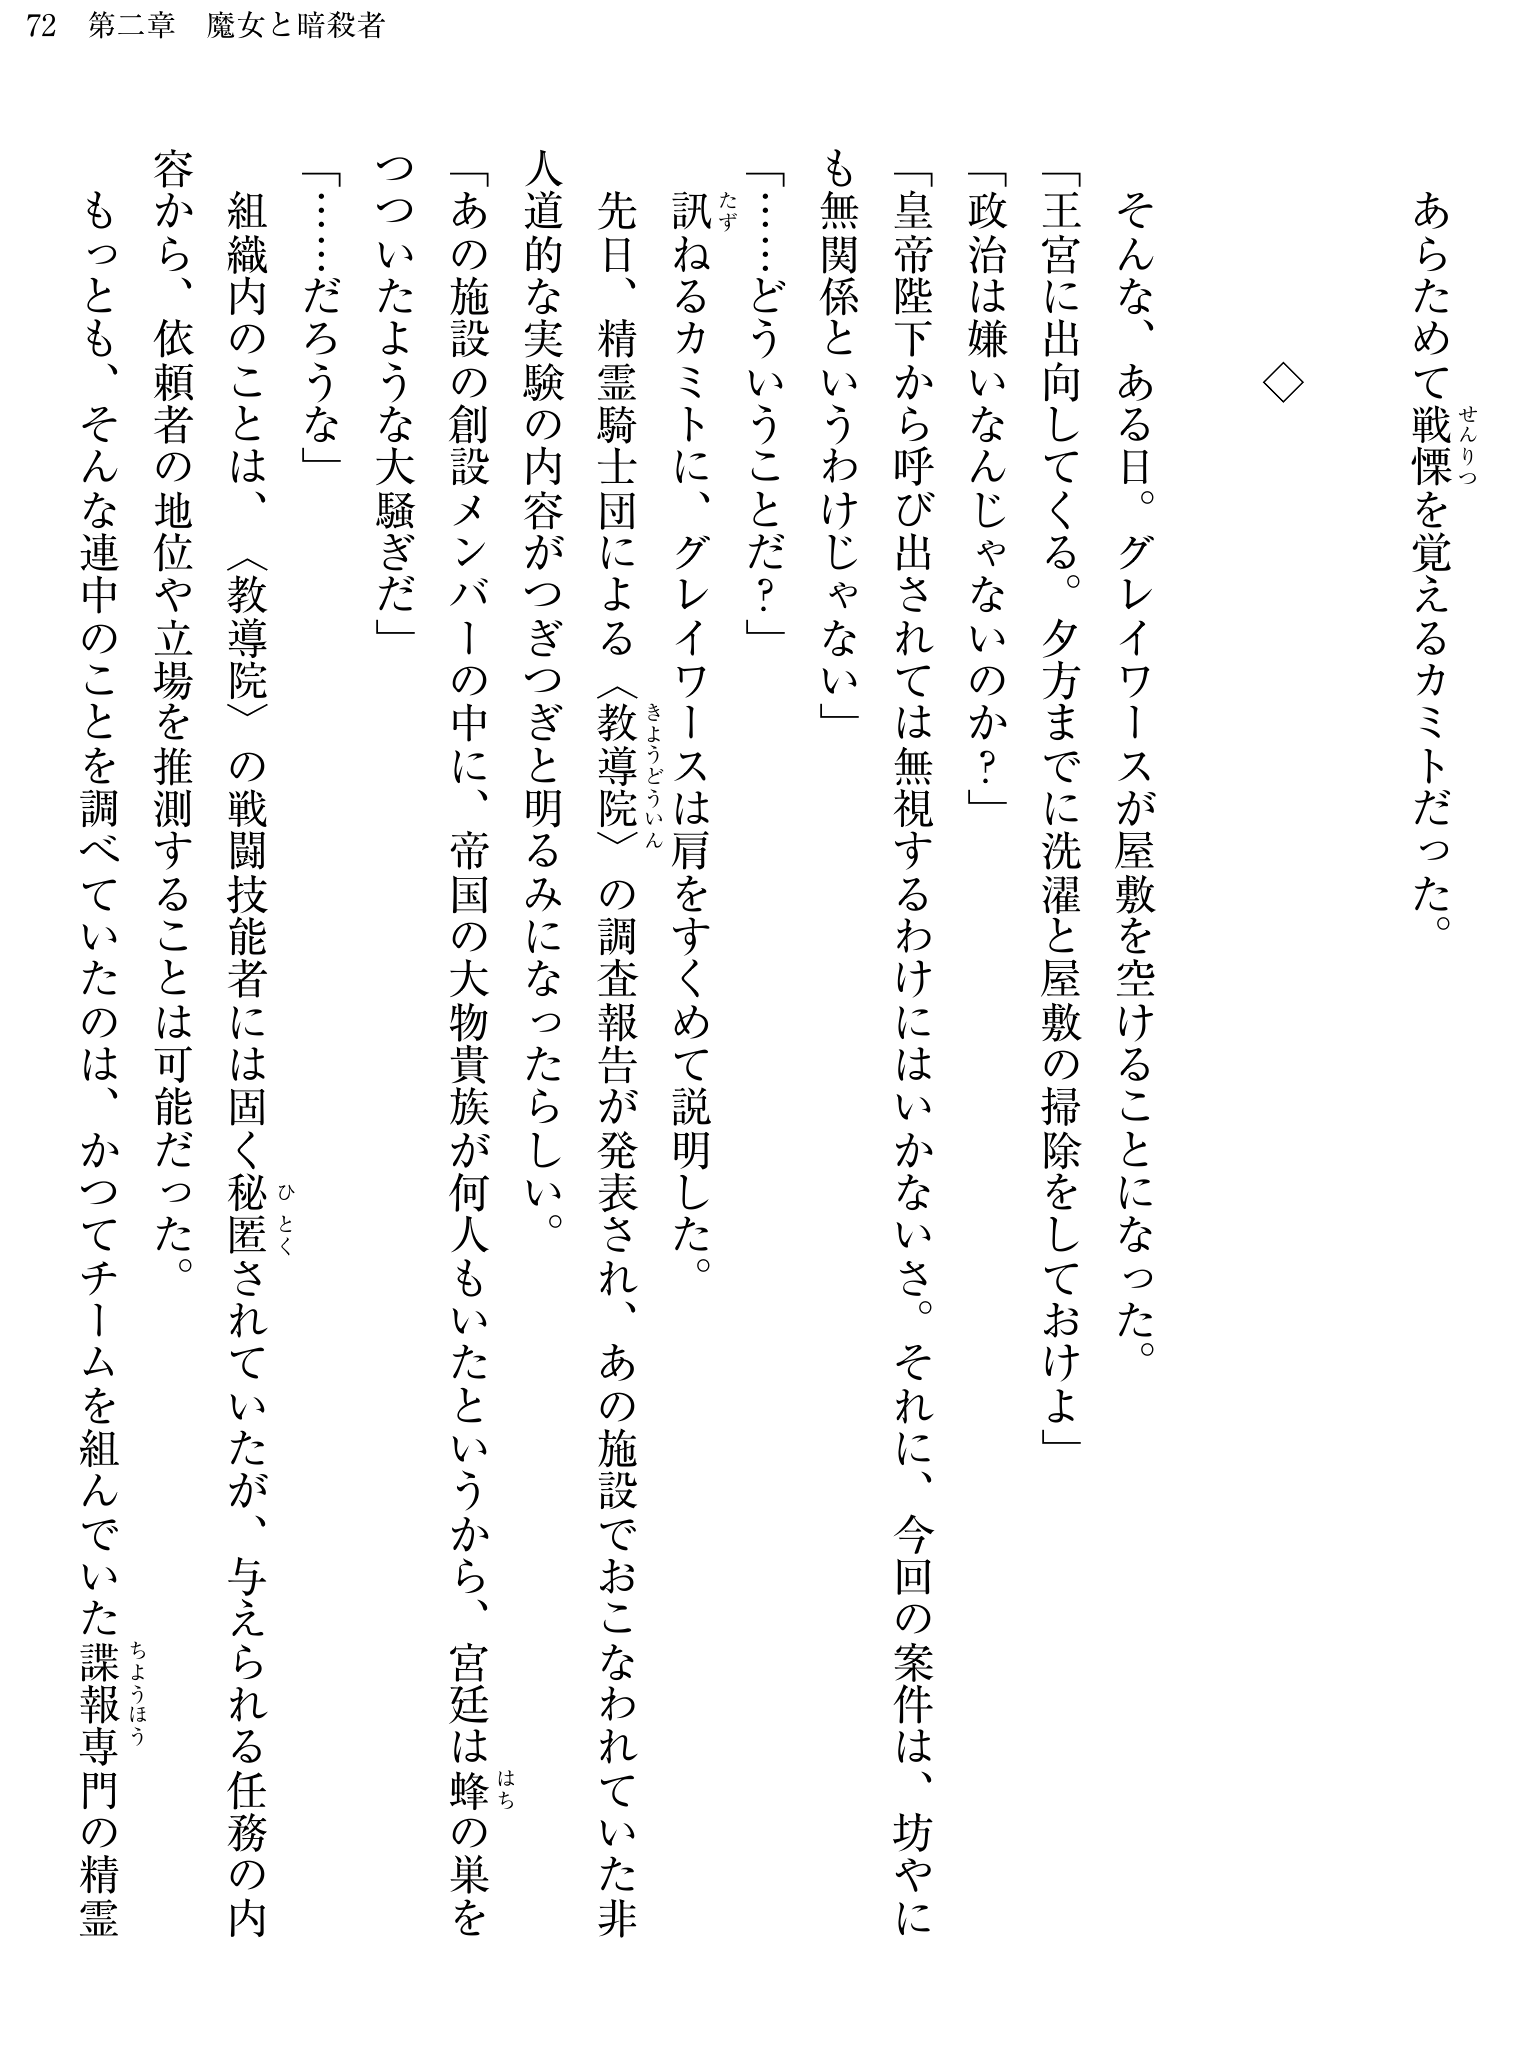 72　第二章　魔女と暗殺者
　あらためて戦慄を覚えるカミトだった。
◇
　そんな、ある日。グレイワースが屋敷を空けることになった。
「王宮に出向してくる。夕方までに洗濯と屋敷の掃除をしておけよ」
「政治は嫌いなんじゃないのか？」
「皇帝陛下から呼び出されては無視するわけにはいかないさ。それに、今回の案件は、坊やに
も無関係というわけじゃない」
「……どういうことだ？」
　訊ねるカミトに、グレイワースは肩をすくめて説明した。
　先日、精霊騎士団による〈教導院〉の調査報告が発表され、あの施設でおこなわれていた非
人道的な実験の内容がつぎつぎと明るみになったらしい。
「あの施設の創設メンバーの中に、帝国の大物貴族が何人もいたというから、宮廷は蜂の巣を
つついたような大騒ぎだ」
「……だろうな」
　組織内のことは、〈教導院〉の戦闘技能者には固く秘匿されていたが、与えられる任務の内
容から、依頼者の地位や立場を推測することは可能だった。
　もっとも、そんな連中のことを調べていたのは、かつてチームを組んでいた諜報専門の精霊